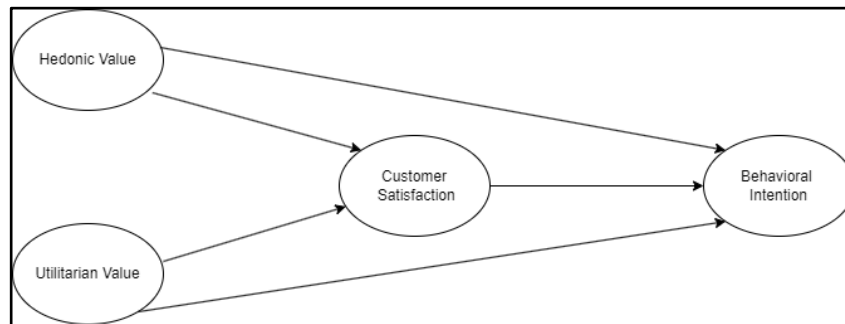 Hedonic Value
Customer
Satisfaction
Behavioral
Intention
Utilitarian Value